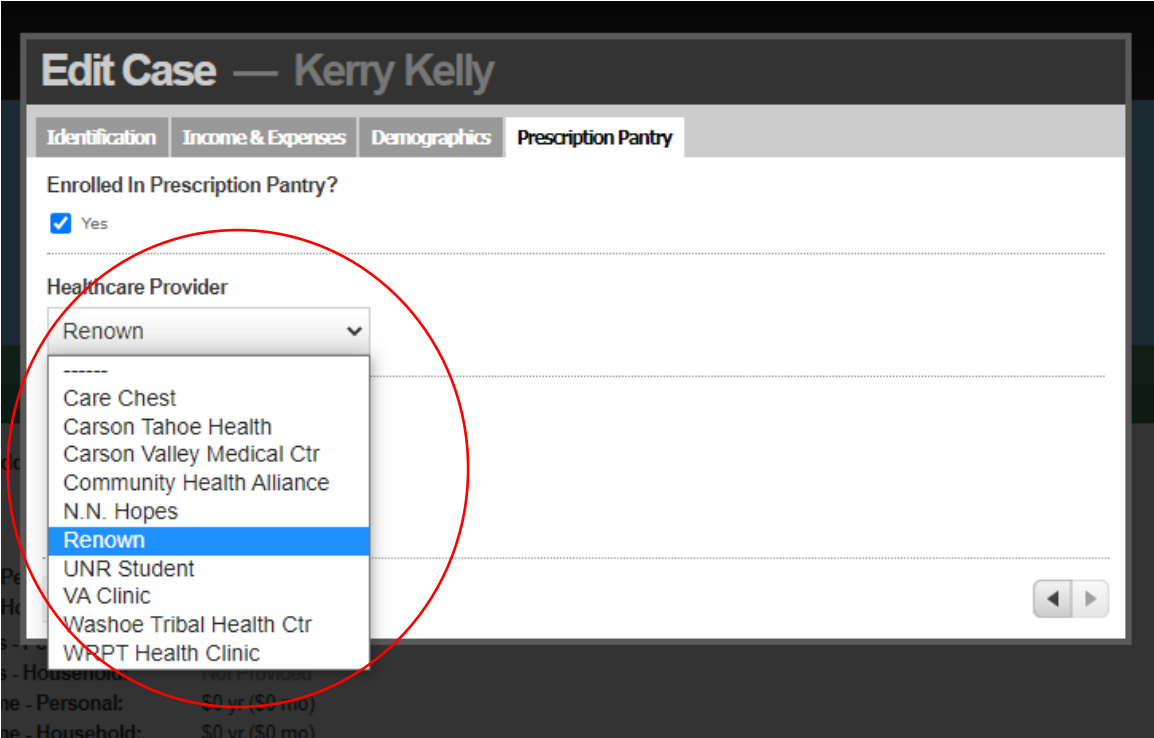 Edit Case — Kerry Kelly
Identification Income & Expenses Demographics Prescription Pantry
Enrolled In Prescription Pantry?
Yes
Healthcare Provider
Renown
------
Care Chest
Carson Tahoe Health
Carson Valley Medical Ctr
Community Health Alliance
N.N. Hopes
Renown
UNR Student
VA Clinic
Washoe Tribal Health Ctr
WRPT Health Clinic
- Household: Not Provided
- Personal: $0 yr ($0 mo)
- Household: $0 yr ($0 mo)